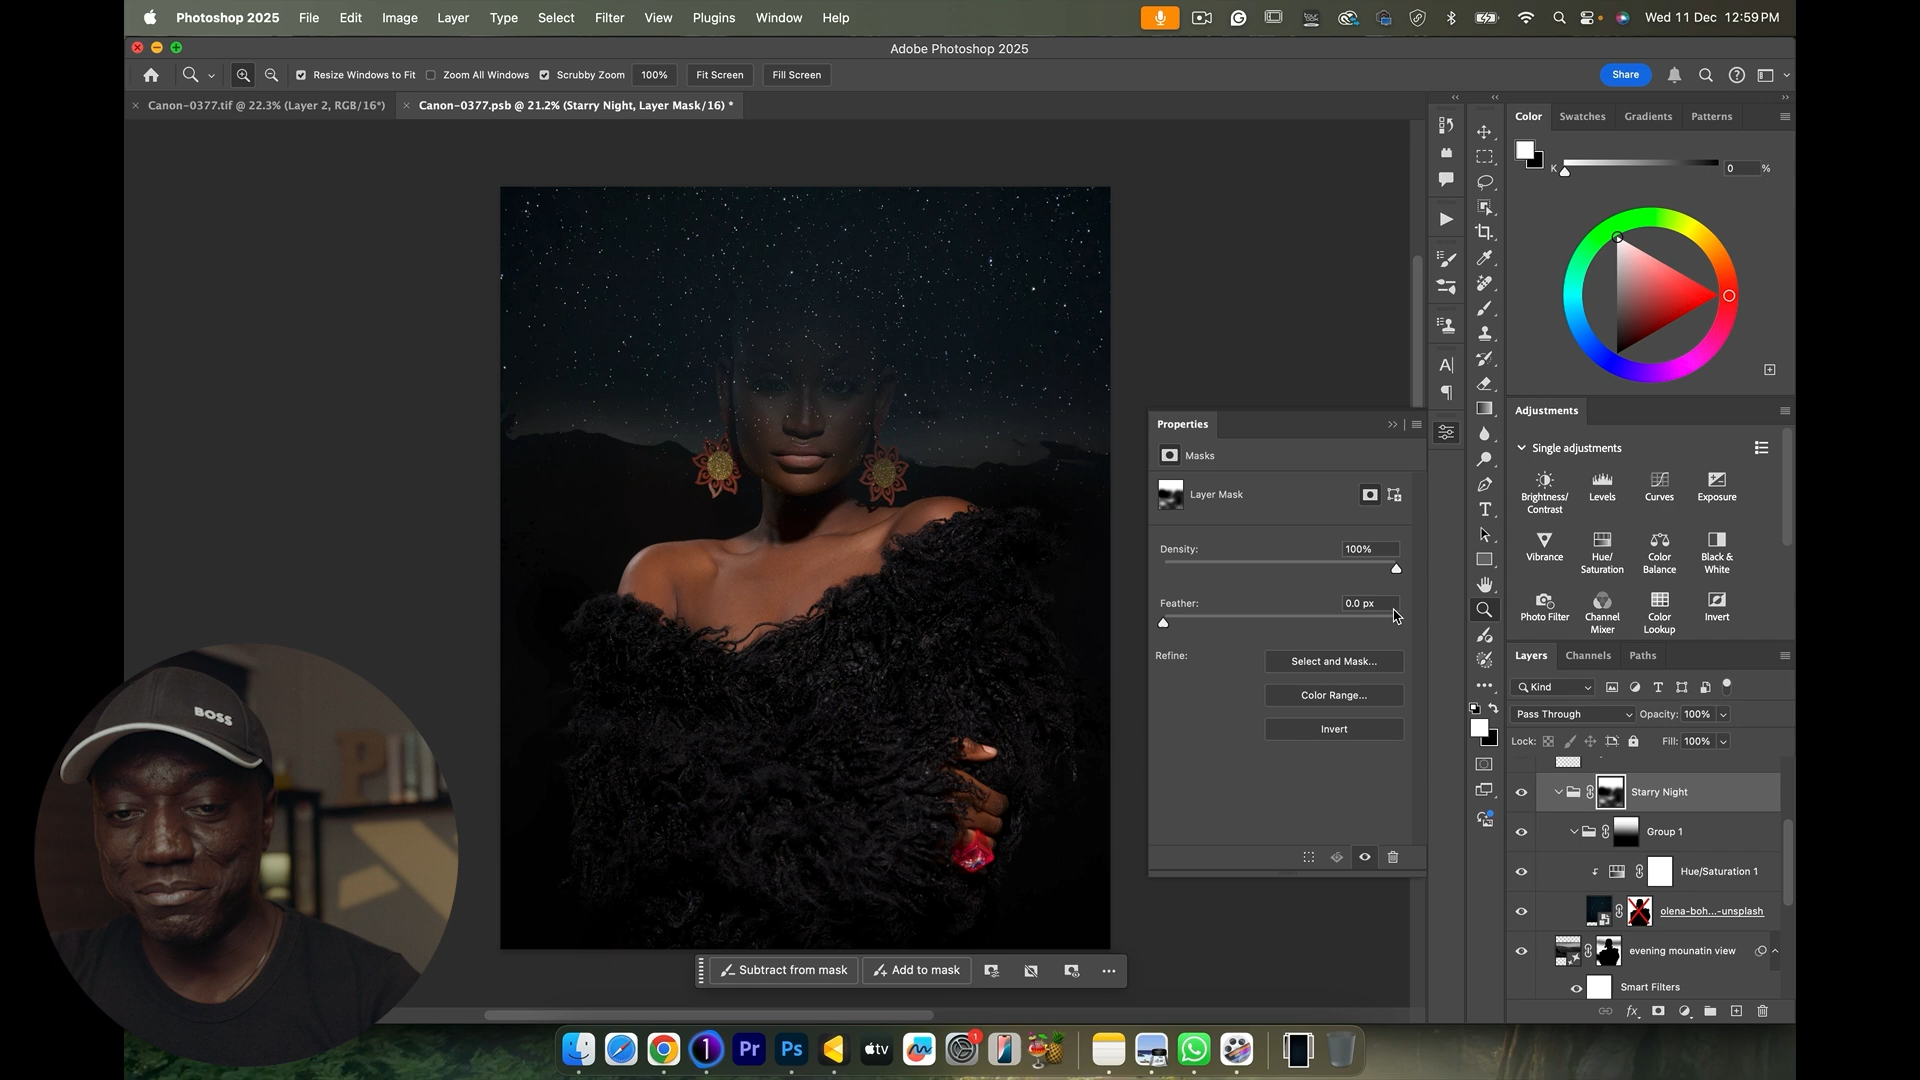 Photoshop 2025 File Edit Image Layer Type Select Filter View Plugins Window Help Wed 11 Dec 12:59 PM
Adobe Photoshop 2025
Resize Windows to Fit Zoom All Windows Scrubby Zoom 100% Fit Screen Fill Screen Share
Canon-0377.tif @ 22.3% (Layer 2, RGB/16*) Canon-0377.psb @ 21.2% (Starry Night, Layer Mask/16) *
Color Swatches Gradients Patterns
K 0 %
Adjustments
Single adjustments
Brightness/
Contrast
Levels
Curves
Exposure
Vibrance
Hue/
Saturation
Color
Balance
Black &
White
Photo Filter
Channel
Mixer
Color
Lookup
Invert
Properties
Masks
Layer Mask
Density: 100%
Feather: 0.0 px
Refine: Select and Mask...
Color Range...
Invert
Layers Channels Paths
Kind
Pass Through Opacity: 100%
Lock: Fill: 100%
Starry Night
Group 1
Hue/Saturation 1
olena-boh...-unsplash
evening mounatin view
Smart Filters
Subtract from mask Add to mask
BOSS
P
1 Pr Ps tv 1